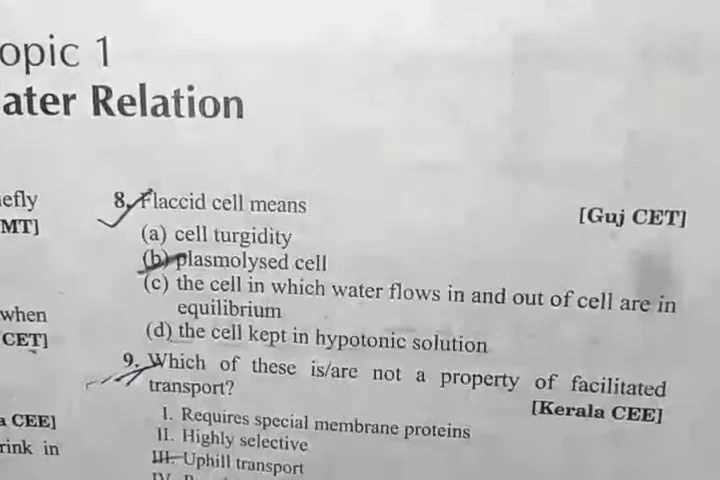 opic 1
ater Relation
efly
MT]
when
CET]
a CEE]
rink in
8. Flaccid cell means
[Guj CET]
(a) cell turgidity
(b) plasmolysed cell
(c) the cell in which water flows in and out of cell are in
equilibrium
(d) the cell kept in hypotonic solution
9. Which of these is/are not a property of facilitated
transport?
[Kerala CEE]
I. Requires special membrane proteins
II. Highly selective
III. Uphill transport